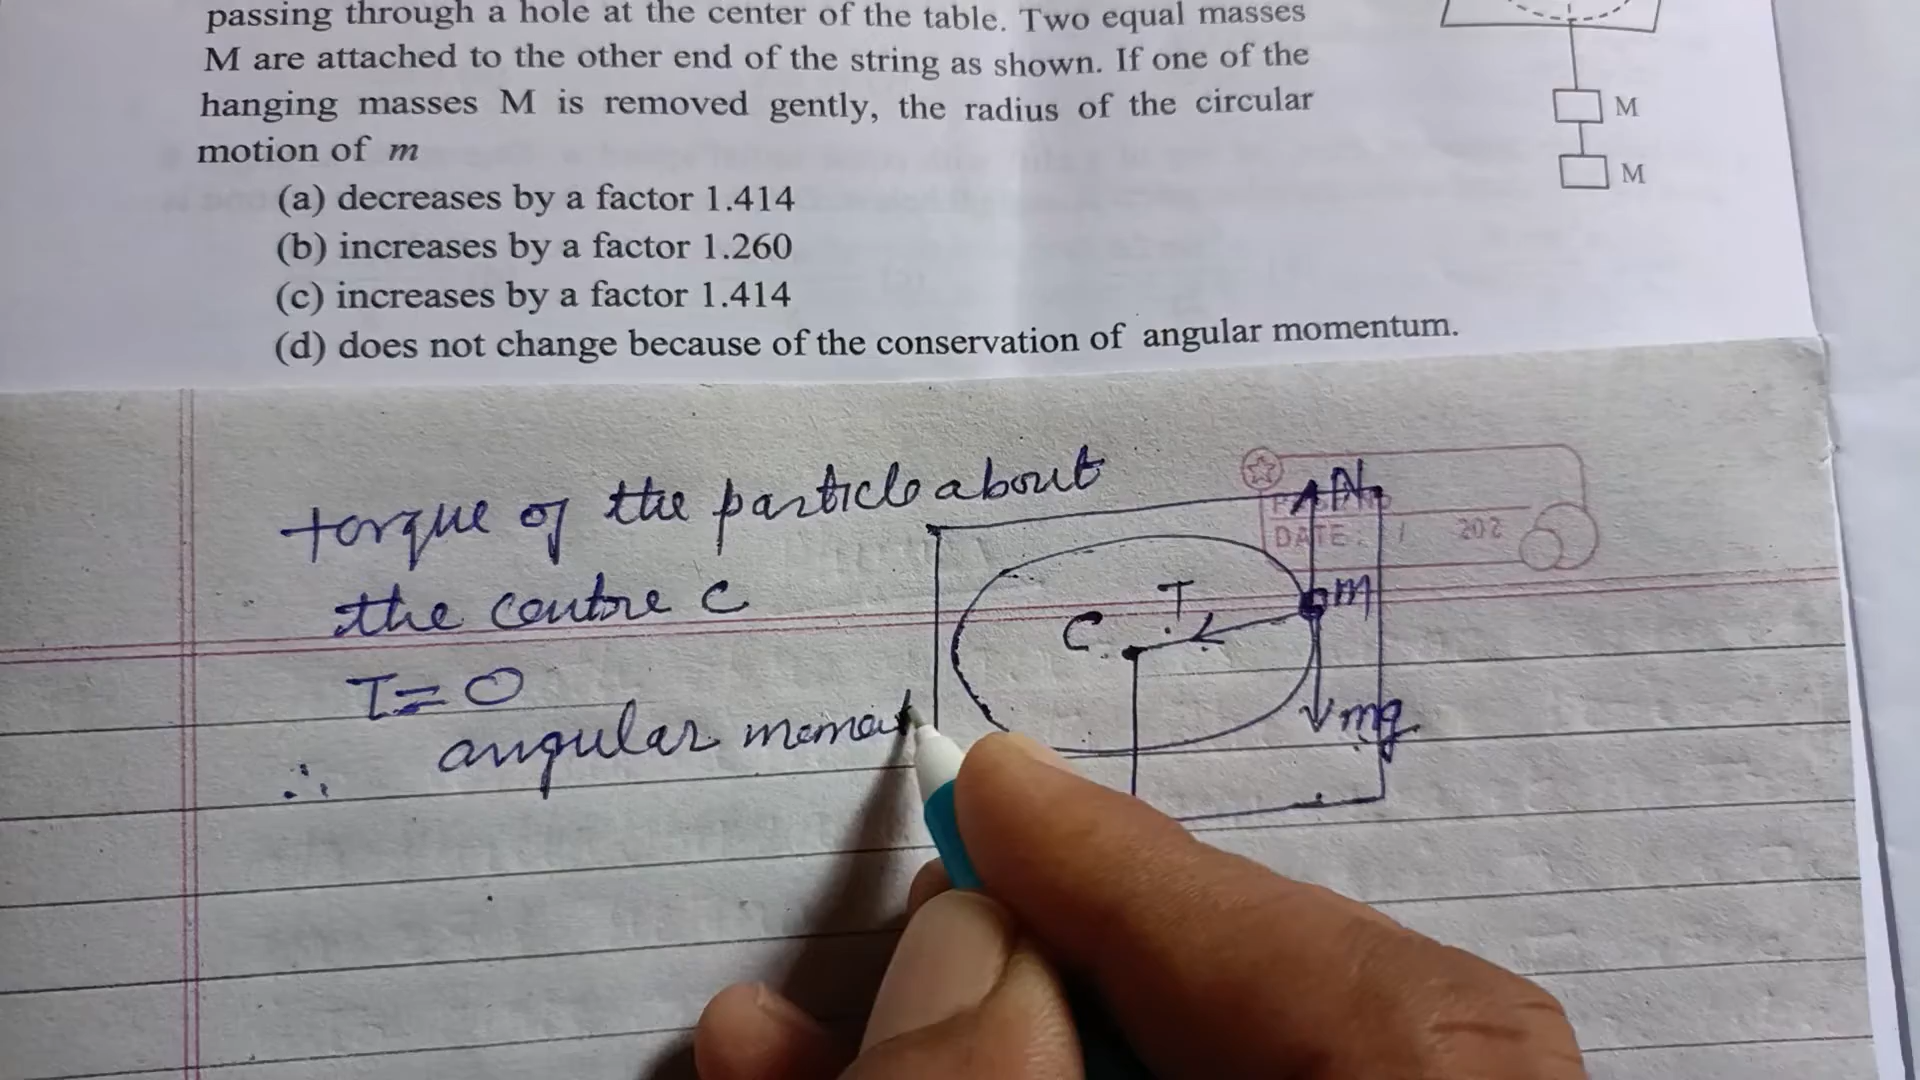 passing through a hole at the center of the table. Two equal masses
M are attached to the other end of the string as shown. If one of the
hanging masses M is removed gently, the radius of the circular
motion of m
(a) decreases by a factor 1.414
(b) increases by a factor 1.260
(c) increases by a factor 1.414
(d) does not change because of the conservation of angular momentum.
M
M
torque of the particle about
the centre C
τ = 0
∴ angular moment
N
DATE: / 202
m
T
C
mg